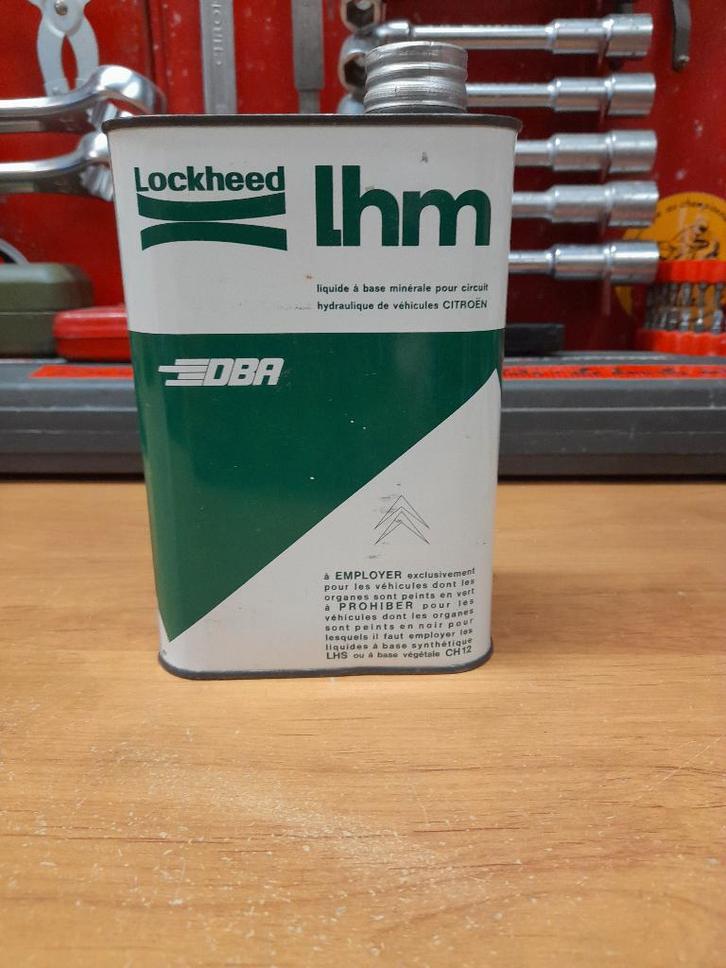 CHRO
Lockheed
lhm
liquide à base minérale pour circuit
hydraulique de véhicules CITROËN
DBA
à EMPLOYER exclusivement
pour les véhicules dont les
organes sont peints en vert
à PROHIBER pour les
véhicules dont les organes
sont peints en noir pour
lesquels il faut employer les
liquides à base synthétique
LHS ou à base végétale CH12